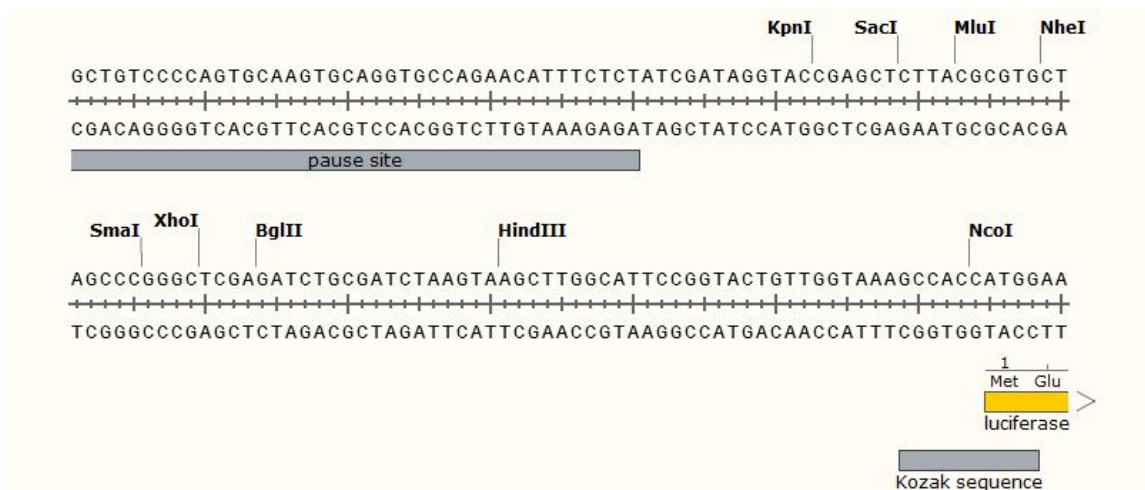 KpnI SacI MluI NheI
GCTGTCCCCAGTGCAAGTGCAGGTGCCAGAACATTTCTCTATCGATAGGTACCGAGCTCTTACGCGTGCT
CGACAGGGGTCACGTTCACGTCCACGGTCTTGTAAAGAGATAGCTATCCATGGCTCGAGAATGCGCACGA
pause site
SmaI XhoI BglII HindIII NcoI
AGCCCGGGCTCGAGATCTGCGATCTAAGTAAGCTTGGCATTCCGGTACTGTTGGTAAAGCCACCATGGAA
TCGGGCCCGAGCTCTAGACGCTAGATTCATTCGAACCGTAAGGCCATGACAACCATTTCGGTGGTACCTT
1
Met Glu
luciferase
Kozak sequence